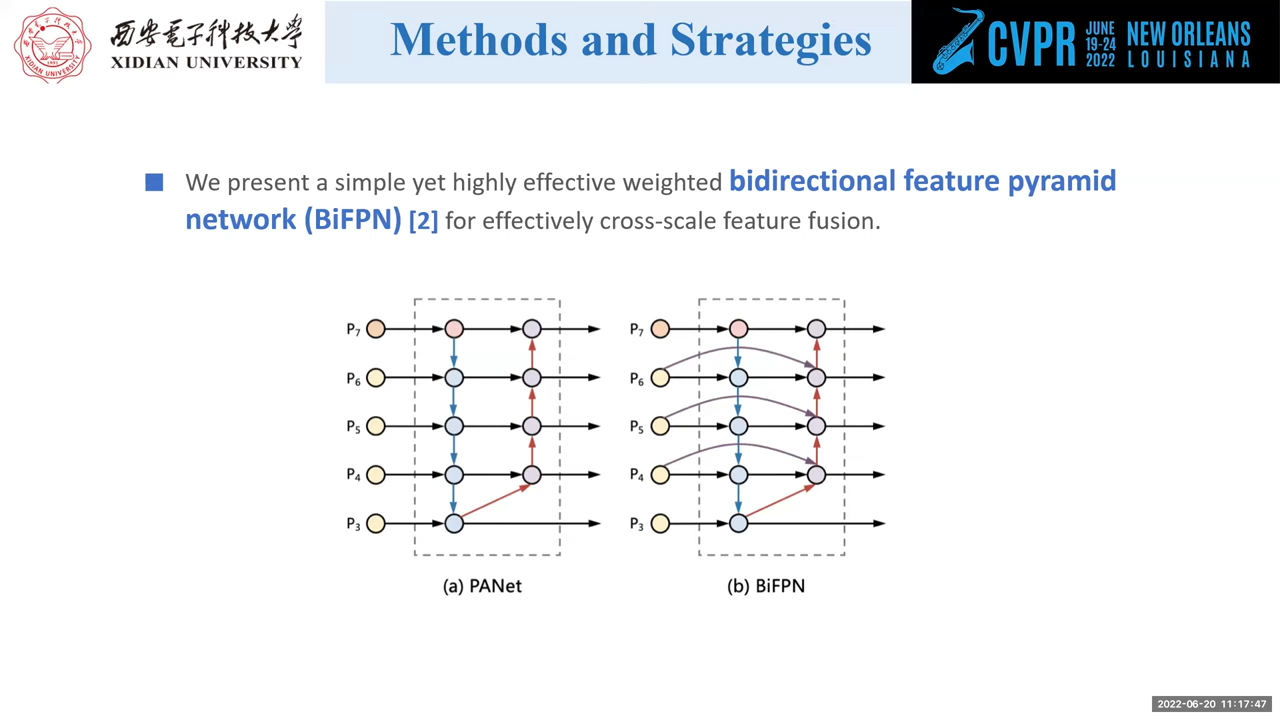 西安电子科技大学
XIDIAN UNIVERSITY
Methods and Strategies
CVPR
JUNE
19-24
2022
NEW ORLEANS
LOUISIANA
We present a simple yet highly effective weighted bidirectional feature pyramid
network (BiFPN) [2] for effectively cross-scale feature fusion.
P7
P6
P5
P4
P3
(a) PANet
P7
P6
P5
P4
P3
(b) BiFPN
2022-06-20 11:17:47